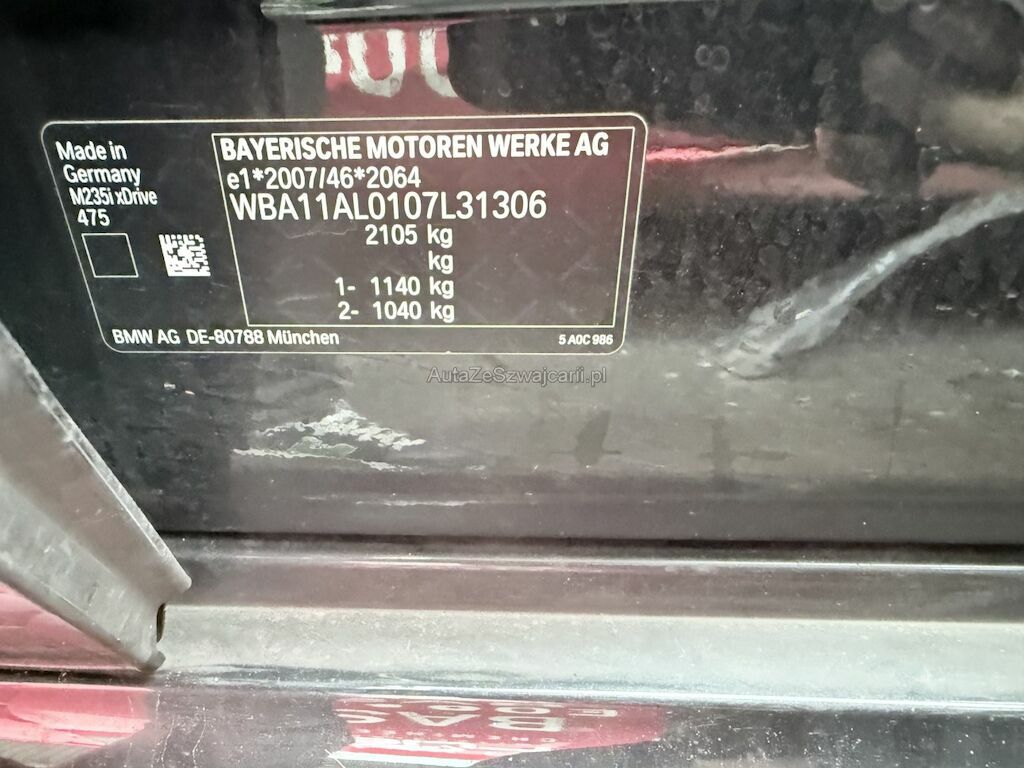 Made in
Germany
M235i xDrive
475
BAYERISCHE MOTOREN WERKE AG
e1*2007/46*2064
WBA11AL0107L31306
2105 kg
kg
1- 1140 kg
2- 1040 kg
BMW AG DE-80788 München
5 A0C 986
AutaZeSzwajcarii.pl